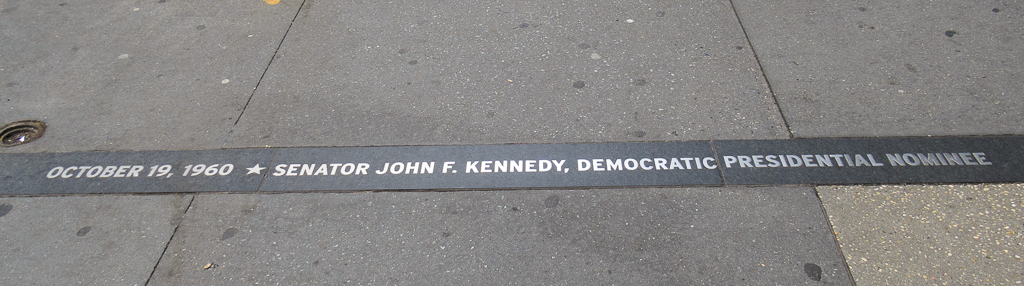 OCTOBER 19, 1960 ★ SENATOR JOHN F. KENNEDY, DEMOCRATIC PRESIDENTIAL NOMINEE